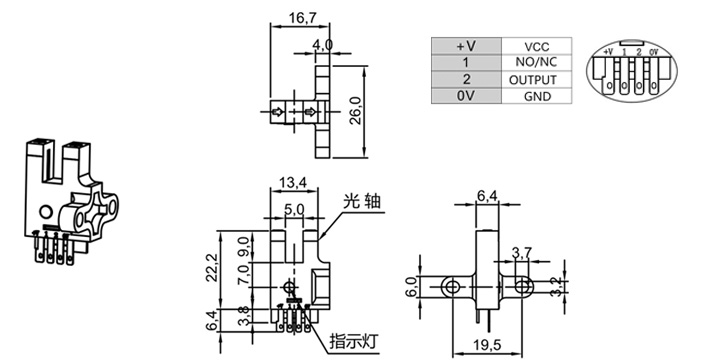 16,7
4,0
26,0
+V VCC
1 NO/NC
2 OUTPUT
0V GND
+V 1 2 0V
13,4
光轴
5,0
9,0
22,2
7,0
3,8
6,4
指示灯
6,4
3,7
6,0
3,2
19,5